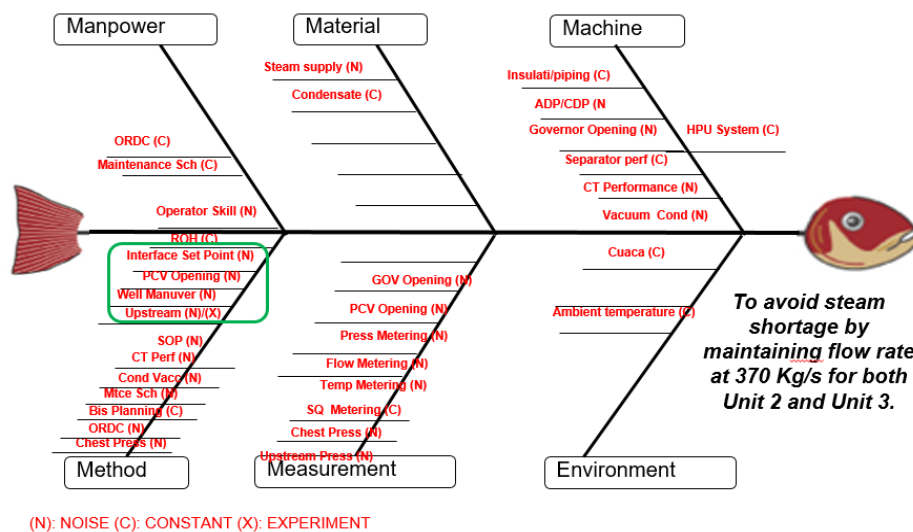 Manpower
Material
Machine
Steam supply (N)
Condensate (C)
Insulati/piping (C)
ADP/CDP (N
Governor Opening (N)
HPU System (C)
Separator perf (C)
CT Performance (N)
Vacuum Cond (N)
ORDC (C)
Maintenance Sch (C)
Operator Skill (N)
ROH (C)
Interface Set Point (N)
PCV Opening (N)
Well Manuver (N)
Upstream (N)/(X)
SOP (N)
CT Perf (N)
Cond Vacc (N)
Mtce Sch (N)
Bis Planning (C)
ORDC (N)
Chest Press (N)
GOV Opening (N)
PCV Opening (N)
Press Metering (N)
Flow Metering (N)
Temp Metering (N)
SQ Metering (C)
Chest Press (N)
Upstream Press (N)
Cuaca (C)
Ambient temperature (C)
To avoid steam
shortage by
maintaining flow rate
at 370 Kg/s for both
Unit 2 and Unit 3.
Method
Measurement
Environment
(N): NOISE (C): CONSTANT (X): EXPERIMENT